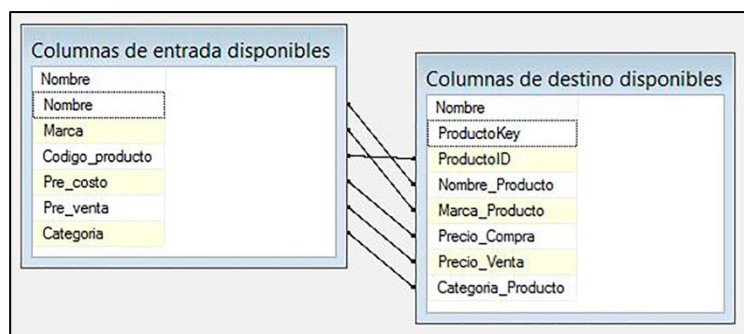 Columnas de entrada disponibles
Nombre
Nombre
Marca
Codigo_producto
Pre_costo
Pre_venta
Categoria
Columnas de destino disponibles
Nombre
ProductoKey
ProductoID
Nombre_Producto
Marca_Producto
Precio_Compra
Precio_Venta
Categoria_Producto